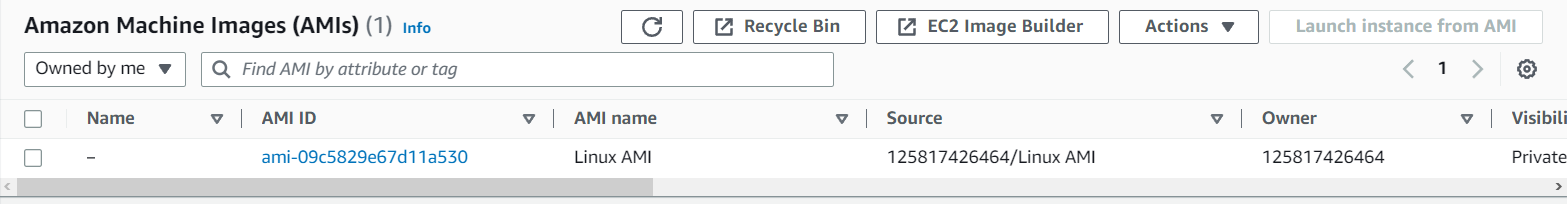 Amazon Machine Images (AMIs) (1) Info
Recycle Bin
EC2 Image Builder
Actions
Launch instance from AMI
Owned by me
Find AMI by attribute or tag
1
Name AMI ID AMI name Source Owner Visibili
– ami-09c5829e67d11a530 Linux AMI 125817426464/Linux AMI 125817426464 Private